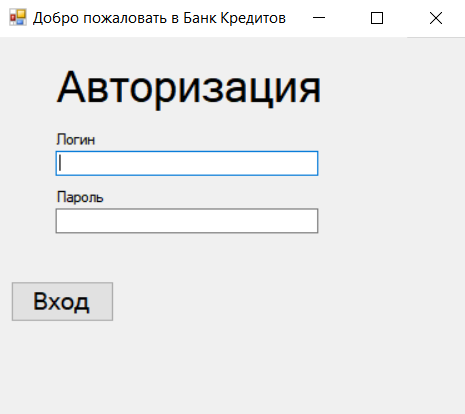 Добро пожаловать в Банк Кредитов
Авторизация
Логин
Пароль
Вход